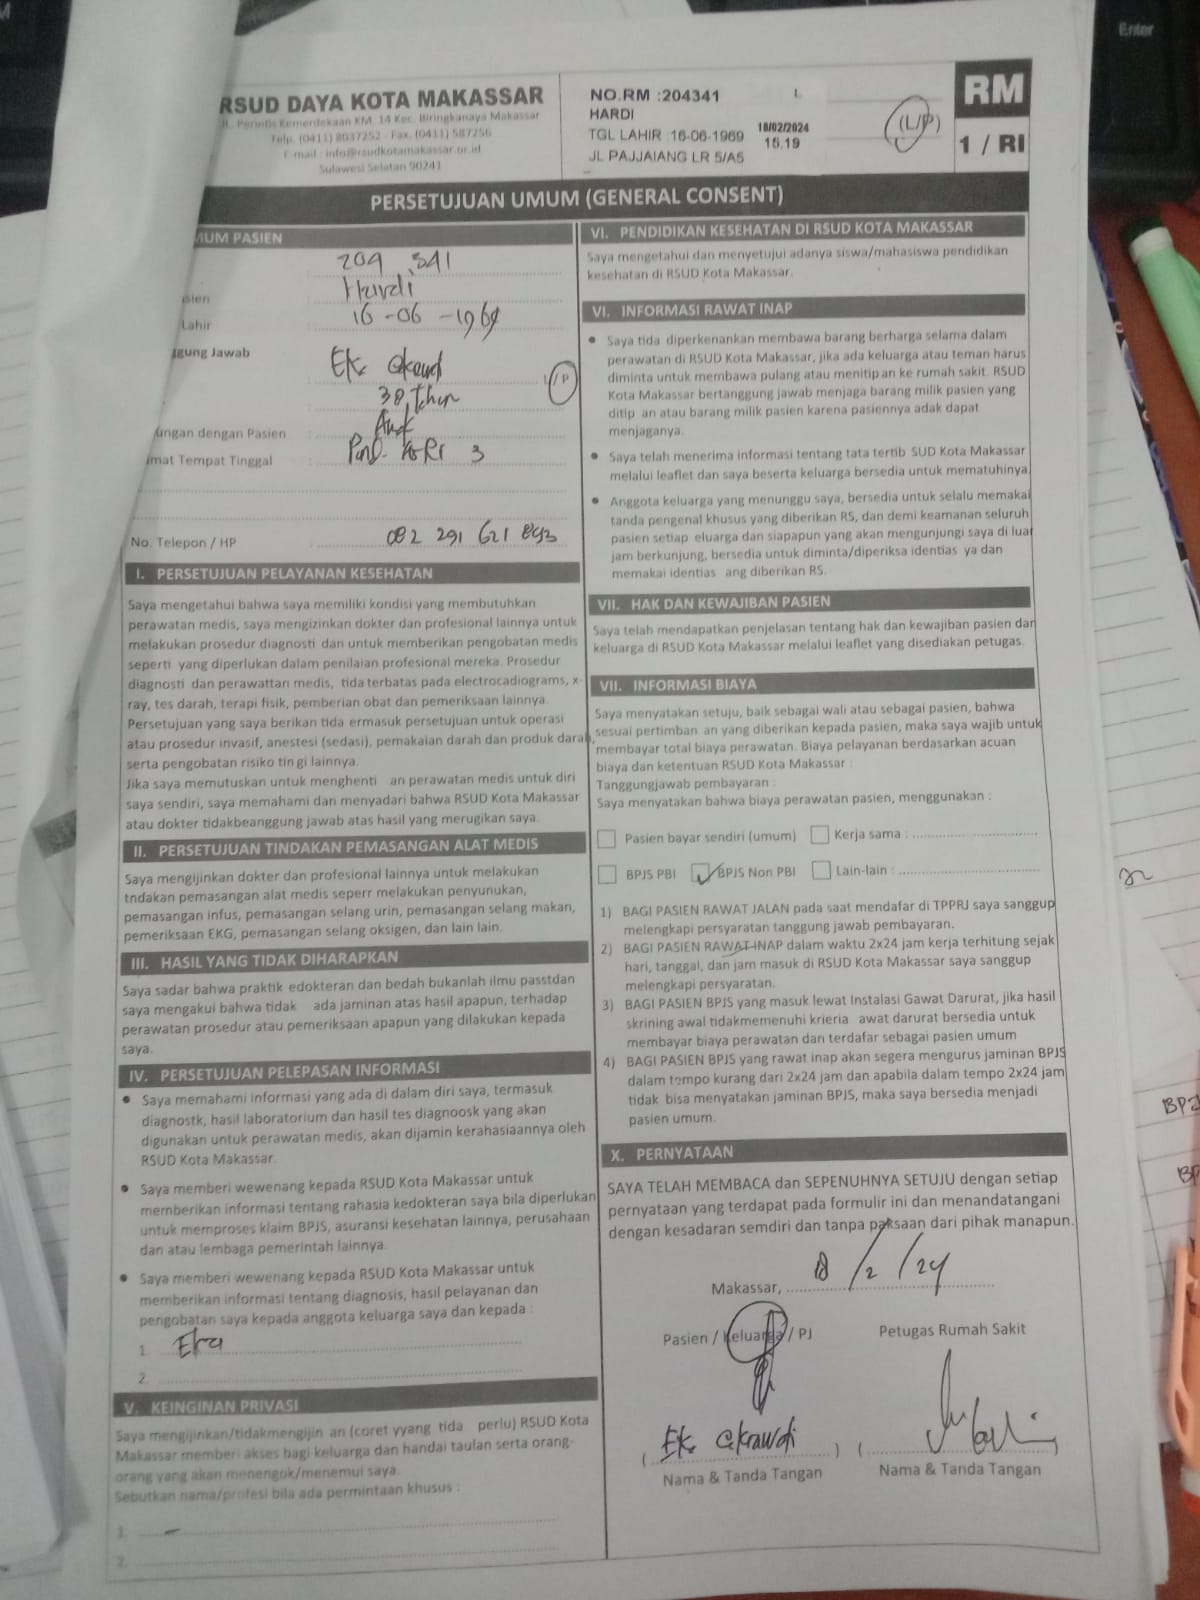 Enter
RSUD DAYA KOTA MAKASSAR
JL. Perintis Kemerdekaan KM. 14 Kec. Biringkanaya Makassar
Telp. (0411) 8037252 - Fax. (0411) 587256
E-mail : info@rsudkotamakassar.or.id
Sulawesi Selatan 90241
NO.RM :204341 L
HARDI
TGL LAHIR :16-06-1969
18/02/2024
15.19
JL PAJJAIANG LR 5/A5
(L/P)
RM
1 / RI
PERSETUJUAN UMUM (GENERAL CONSENT)
MUM PASIEN
204 341
sien Hardi
Lahir 16-06-1969
ggung Jawab
/ P
38, tahun
ungan dengan Pasien :
mat Tempat Tinggal : 3
No. Telepon / HP : 082 291 621 893
I. PERSETUJUAN PELAYANAN KESEHATAN
Saya mengetahui bahwa saya memiliki kondisi yang membutuhkan
perawatan medis, saya mengizinkan dokter dan profesional lainnya untuk
melakukan prosedur diagnosti dan untuk memberikan pengobatan medis
seperti yang diperlukan dalam penilaian profesional mereka. Prosedur
diagnosti dan perawattan medis, tida terbatas pada electrocadiograms, x-
ray, tes darah, terapi fisik, pemberian obat dan pemeriksaan lainnya.
Persetujuan yang saya berikan tida ermasuk persetujuan untuk operasi
atau prosedur invasif, anestesi (sedasi), pemakaian darah dan produk darah,
serta pengobatan risiko tin gi lainnya.
Jika saya memutuskan untuk menghenti an perawatan medis untuk diri
saya sendiri, saya memahami dan menyadari bahwa RSUD Kota Makassar
atau dokter tidakbeanggung jawab atas hasil yang merugikan saya.
II. PERSETUJUAN TINDAKAN PEMASANGAN ALAT MEDIS
Saya mengijinkan dokter dan profesional lainnya untuk melakukan
tndakan pemasangan alat medis seperr melakukan penyunukan,
pemasangan infus, pemasangan selang urin, pemasangan selang makan,
pemeriksaan EKG, pemasangan selang oksigen, dan lain lain.
III. HASIL YANG TIDAK DIHARAPKAN
Saya sadar bahwa praktik edokteran dan bedah bukanlah ilmu passtdan
saya mengakui bahwa tidak ada jaminan atas hasil apapun, terhadap
perawatan prosedur atau pemeriksaan apapun yang dilakukan kepada
saya.
IV. PERSETUJUAN PELEPASAN INFORMASI
• Saya memahami informasi yang ada di dalam diri saya, termasuk
diagnostk, hasil laboratorium dan hasil tes diagnoosk yang akan
digunakan untuk perawatan medis, akan dijamin kerahasiaannya oleh
RSUD Kota Makassar.
• Saya memberi wewenang kepada RSUD Kota Makassar untuk
memberikan informasi tentang rahasia kedokteran saya bila diperlukan
untuk memproses klaim BPJS, asuransi kesehatan lainnya, perusahaan
dan atau lembaga pemerintah lainnya.
• Saya memberi wewenang kepada RSUD Kota Makassar untuk
memberikan informasi tentang diagnosis, hasil pelayanan dan
pengobatan saya kepada anggota keluarga saya dan kepada :
1. Eka
2.
V. KEINGINAN PRIVASI
Saya mengijinkan/tidakmengijin an (coret yyang tida perlu) RSUD Kota
Makassar memberi akses bagi keluarga dan handai taulan serta orang-
orang yang akan menengok/menemui saya.
Sebutkan nama/profesi bila ada permintaan khusus :
1. -
2.
VI. PENDIDIKAN KESEHATAN DI RSUD KOTA MAKASSAR
Saya mengetahui dan menyetujui adanya siswa/mahasiswa pendidikan
kesehatan di RSUD Kota Makassar.
VI. INFORMASI RAWAT INAP
• Saya tida diperkenankan membawa barang berharga selama dalam
perawatan di RSUD Kota Makassar, jika ada keluarga atau teman harus
diminta untuk membawa pulang atau menitip an ke rumah sakit. RSUD
Kota Makassar bertanggung jawab menjaga barang milik pasien yang
ditip an atau barang milik pasien karena pasiennya adak dapat
menjaganya.
• Saya telah menerima informasi tentang tata tertib SUD Kota Makassar
melalui leaflet dan saya beserta keluarga bersedia untuk mematuhinya.
• Anggota keluarga yang menunggu saya, bersedia untuk selalu memakai
tanda pengenal khusus yang diberikan RS, dan demi keamanan seluruh
pasien setiap eluarga dan siapapun yang akan mengunjungi saya di luar
jam berkunjung, bersedia untuk diminta/diperiksa identias ya dan
memakai identias ang diberikan RS.
VII. HAK DAN KEWAJIBAN PASIEN
Saya telah mendapatkan penjelasan tentang hak dan kewajiban pasien dan
keluarga di RSUD Kota Makassar melalui leaflet yang disediakan petugas.
VII. INFORMASI BIAYA
Saya menyatakan setuju, baik sebagai wali atau sebagai pasien, bahwa
sesuai pertimban an yang diberikan kepada pasien, maka saya wajib untuk
membayar total biaya perawatan. Biaya pelayanan berdasarkan acuan
biaya dan ketentuan RSUD Kota Makassar :
Tanggungjawab pembayaran :
Saya menyatakan bahwa biaya perawatan pasien, menggunakan :
Pasien bayar sendiri (umum) Kerja sama :
BPJS PBI BPJS Non PBI Lain-lain :
1) BAGI PASIEN RAWAT JALAN pada saat mendafar di TPPRJ saya sanggup
melengkapi persyaratan tanggung jawab pembayaran.
2) BAGI PASIEN RAWAT INAP dalam waktu 2x24 jam kerja terhitung sejak
hari, tanggal, dan jam masuk di RSUD Kota Makassar saya sanggup
melengkapi persyaratan.
3) BAGI PASIEN BPJS yang masuk lewat Instalasi Gawat Darurat, jika hasil
skrining awal tidakmemenuhi krieria awat darurat bersedia untuk
membayar biaya perawatan dan terdafar sebagai pasien umum
4) BAGI PASIEN BPJS yang rawat inap akan segera mengurus jaminan BPJS
dalam tempo kurang dari 2x24 jam dan apabila dalam tempo 2x24 jam
tidak bisa menyatakan jaminan BPJS, maka saya bersedia menjadi
pasien umum.
X. PERNYATAAN
SAYA TELAH MEMBACA dan SEPENUHNYA SETUJU dengan setiap
pernyataan yang terdapat pada formulir ini dan menandatangani
dengan kesadaran semdiri dan tanpa paksaan dari pihak manapun.
Makassar, 18/2/24
Pasien / Keluarga / PJ Petugas Rumah Sakit
Nama & Tanda Tangan Nama & Tanda Tangan